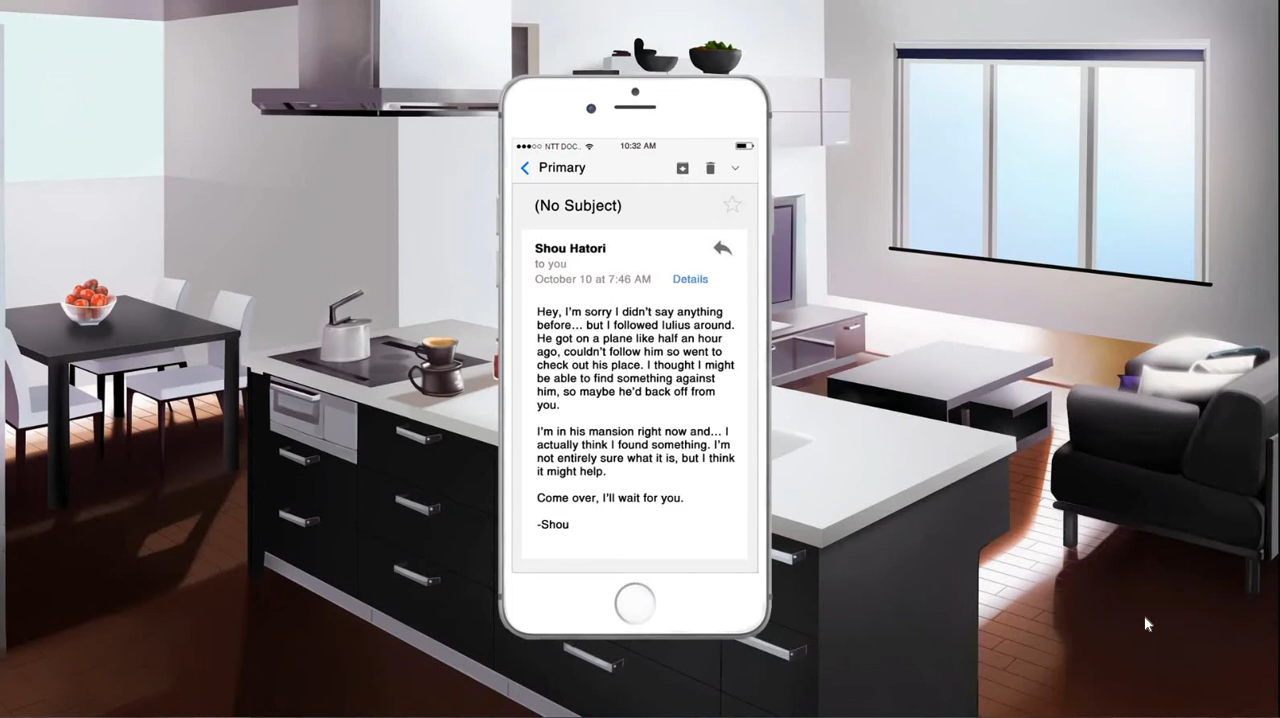 NTT DOC.. 10:32 AM
Primary
(No Subject)
Shou Hatori
to you
October 10 at 7:46 AM Details
Hey, I'm sorry I didn't say anything
before... but I followed Iulius around.
He got on a plane like half an hour
ago, couldn't follow him so went to
check out his place. I thought I might
be able to find something against
him, so maybe he'd back off from
you.
I'm in his mansion right now and... I
actually think I found something. I'm
not entirely sure what it is, but I think
it might help.
Come over, I'll wait for you.
-Shou